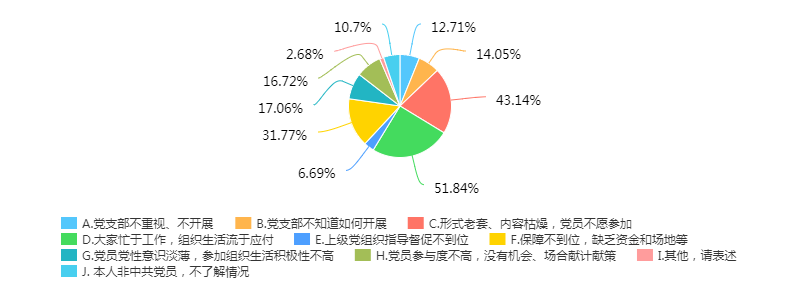 10.7% 12.71%
2.68% 14.05%
16.72% 43.14%
17.06%
31.77%
6.69% 51.84%
A.党支部不重视、不开展 B.党支部不知道如何开展 C.形式老套、内容枯燥，党员不愿参加
D.大家忙于工作，组织生活流于应付 E.上级党组织指导督促不到位 F.保障不到位，缺乏资金和场地等
G.党员党性意识淡薄，参加组织生活积极性不高 H.党员参与度不高，没有机会、场合献计献策 I.其他，请表述
J. 本人非中共党员，不了解情况